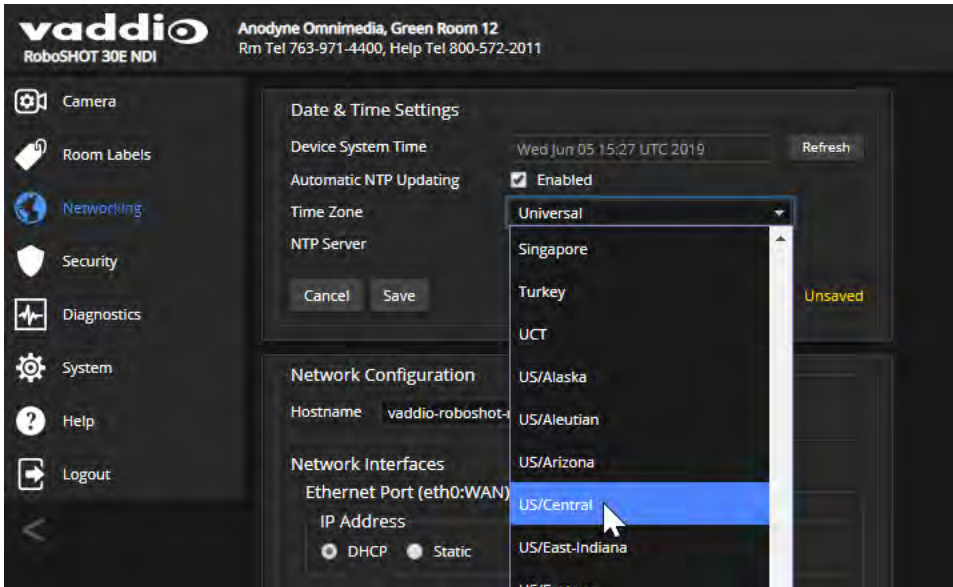 vaddio
RoboSHOT 30E NDI
Anodyne Omnimedia, Green Room 12
Rm Tel 763-971-4400, Help Tel 800-572-2011
Camera
Room Labels
Networking
Security
Diagnostics
System
Help
Logout
<
Date & Time Settings
Device System Time Wed Jun 05 15:27 UTC 2019 Refresh
Automatic NTP Updating Enabled
Time Zone Universal
NTP Server
Singapore
Turkey
UCT
US/Alaska
US/Aleutian
US/Arizona
US/Central
US/East-Indiana
Cancel Save Unsaved
Network Configuration
Hostname vaddio-roboshot-
Network Interfaces
Ethernet Port (eth0:WAN)
IP Address
DHCP Static